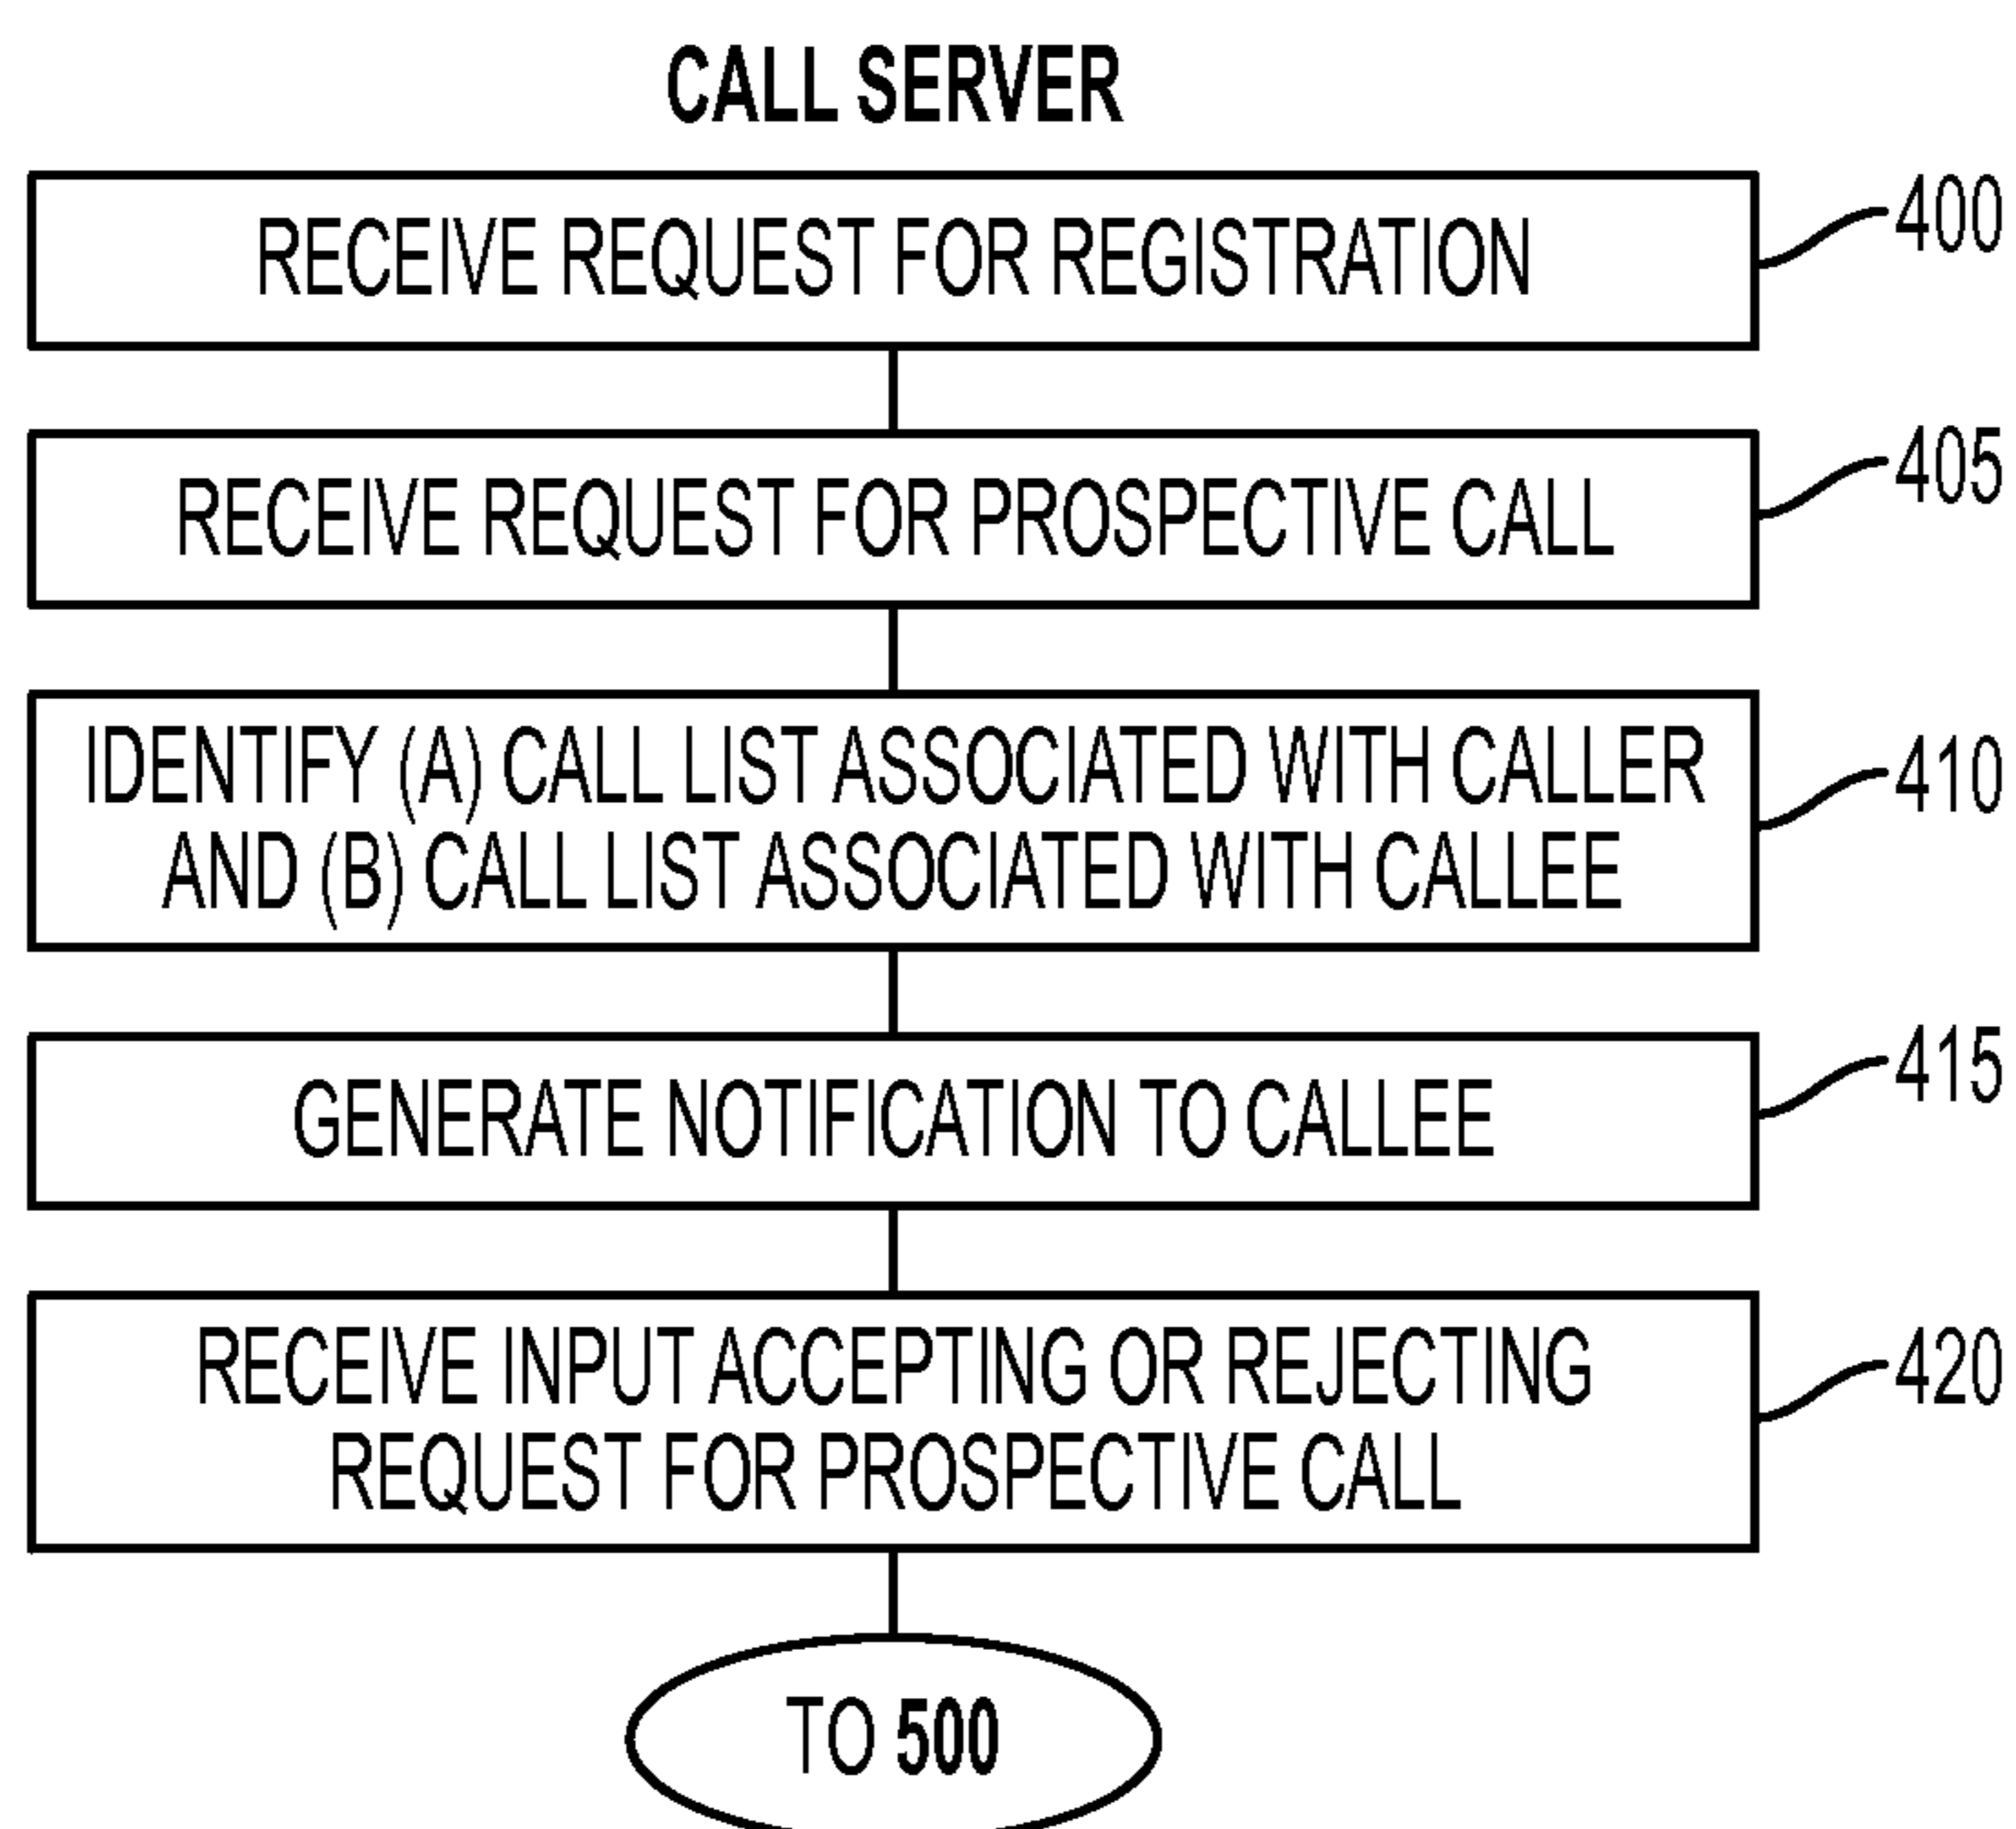 CALL SERVER
RECEIVE REQUEST FOR REGISTRATION
400
RECEIVE REQUEST FOR PROSPECTIVE CALL
405
IDENTIFY (A) CALL LIST ASSOCIATED WITH CALLER
AND (B) CALL LIST ASSOCIATED WITH CALLEE
410
GENERATE NOTIFICATION TO CALLEE
415
RECEIVE INPUT ACCEPTING OR REJECTING
REQUEST FOR PROSPECTIVE CALL
420
TO 500